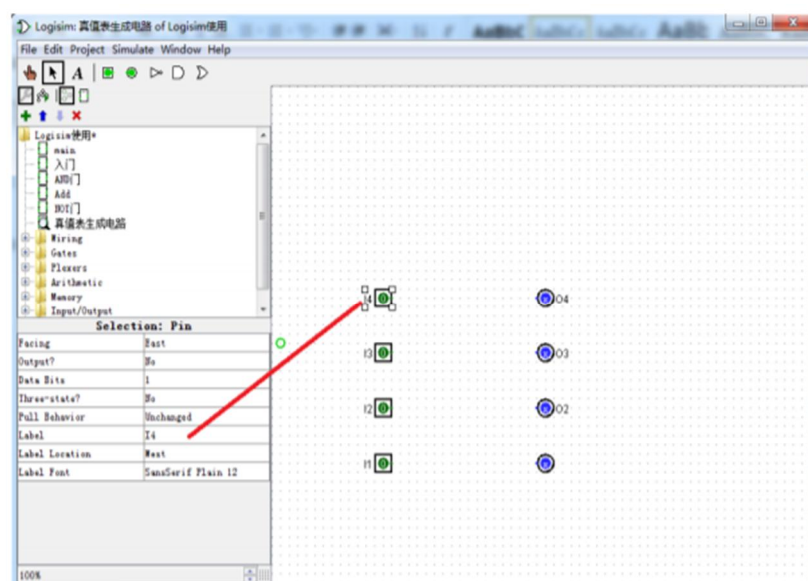 Logisim: 真值表生成电路 of Logisim使用
File Edit Project Simulate Window Help
A
Logisim使用*
main
入门
AND门
Add
NOT门
真值表生成电路
Wiring
Gates
Plexers
Arithmetic
Memory
Input/Output
Selection: Pin
Facing East
Output? No
Data Bits 1
Three-state? No
Pull Behavior Unchanged
Label I4
Label Location West
Label Font SansSerif Plain 12
100%
I4 0 O4
I3 0 O3
I2 0 O2
I1 0